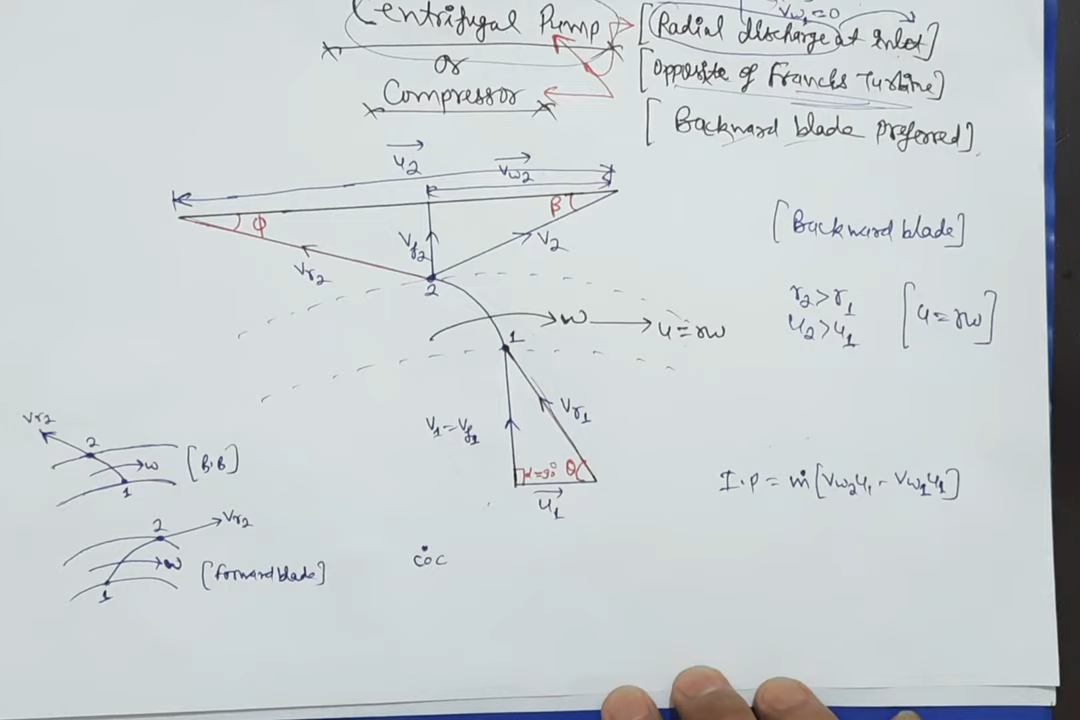 Vw₁=0
Centrifugal Pump
or
Compressor
[Radial discharge at inlet]
[Opposite of Francis Turbine]
[Backward blade preferred]
u₂
Vw₂
φ
β
Vf₂
V₂
Vr₂
2
[Backward blade]
r₂>r₁
u₂>u₁
[u=rω]
ω
u=rω
1
V₁=Vf₁
Vr₁
α=90°
θ
u₁
I.P = ṁ[Vw₂u₁ - Vw₁u₁]
Vr₂
2
ω
1
[B.B]
2
Vr₂
ω
1
[forward blade]
coc